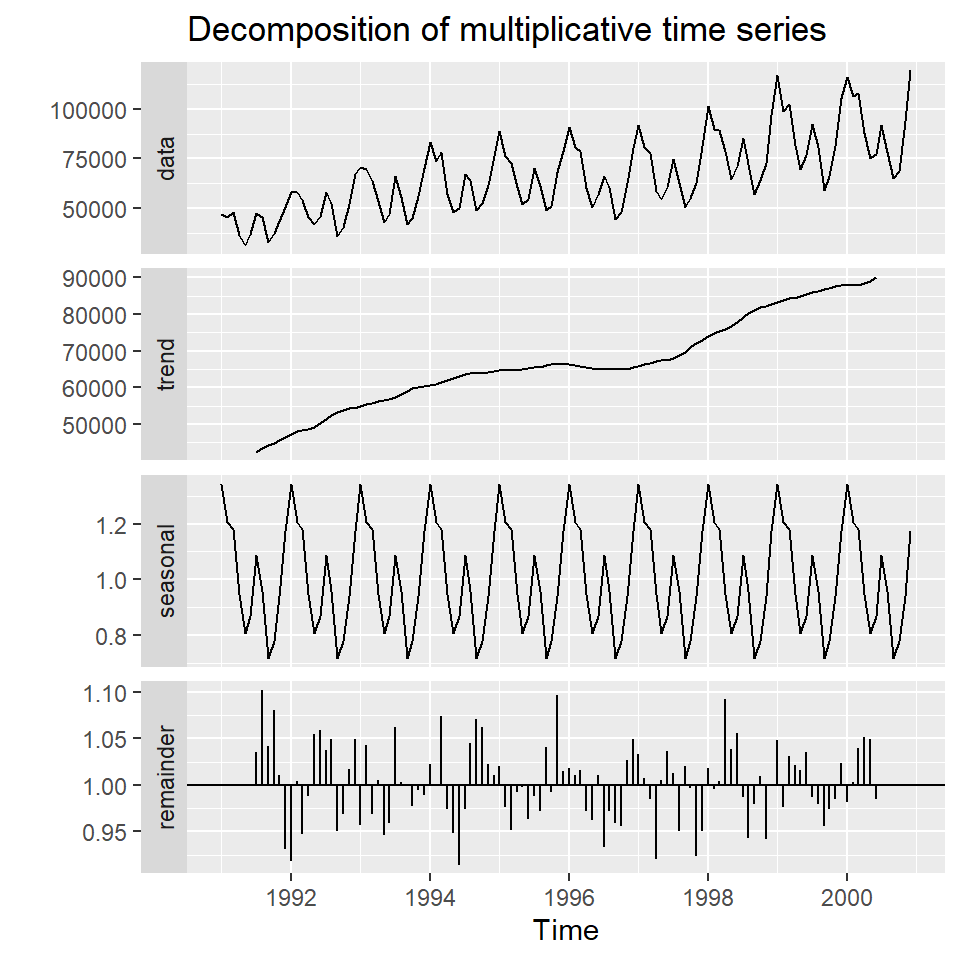 Decomposition of multiplicative time series
100000
75000
50000
data
90000
80000
70000
60000
50000
trend
1.2
1.0
0.8
seasonal
1.10
1.05
1.00
0.95
remainder
1992 1994 1996 1998 2000
Time